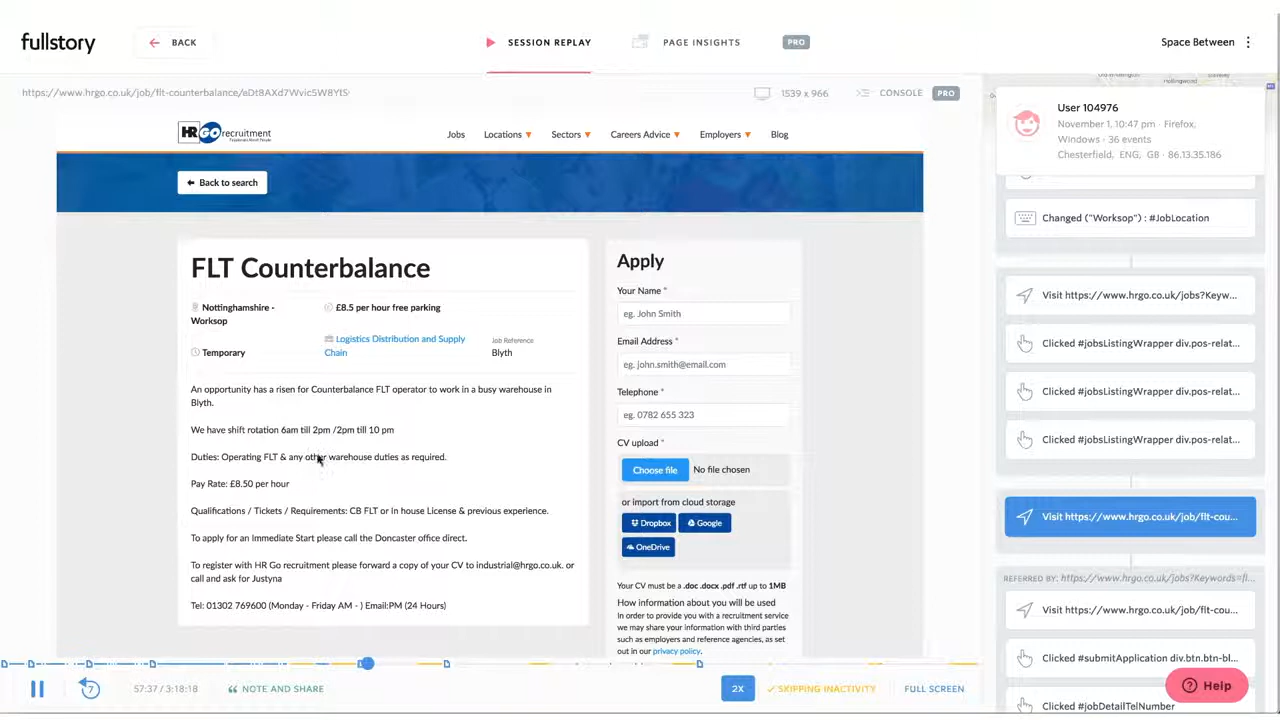 fullstory
BACK
SESSION REPLAY
PAGE INSIGHTS
PRO
Space Between
https://www.hrgo.co.uk/job/flt-counterbalance/
1539 x 966
CONSOLE
PRO
HRGO recruitment
Jobs
Locations
Sectors
Careers Advice
Employers
Blog
Back to search
FLT Counterbalance
Nottinghamshire -
Worksop
£8.5 per hour free parking
Temporary
Logistics Distribution and Supply
Chain
Job Reference
Blyth
An opportunity has a risen for Counterbalance FLT operator to work in a busy warehouse in
Blyth.
We have shift rotation 6am till 2pm /2pm till 10 pm
Duties: Operating FLT & any other warehouse duties as required.
Pay Rate: £8.50 per hour
Qualifications / Tickets / Requirements: CB FLT or In house License & previous experience.
To apply for an Immediate Start please call the Doncaster office direct.
To register with HR Go recruitment please forward a copy of your CV to industrial@hrgo.co.uk. or
call and ask for Justyna
Tel: 01302 769600 (Monday - Friday AM - ) Email:PM (24 Hours)
Apply
Your Name *
eg. John Smith
Email Address *
eg. john.smith@email.com
Telephone *
eg. 0782 655 323
CV upload *
Choose file No file chosen
or import from cloud storage
Dropbox
Google
OneDrive
Your CV must be a .doc .docx .pdf .rtf up to 1MB
How information about you will be used
In order to provide you with a recruitment service
we may share your information with third parties
such as employers and reference agencies, as set
out in our privacy policy.
User 104976
November 1, 10:47 pm · Firefox,
Windows · 36 events
Chesterfield, ENG, GB · 86.13.35.186
Changed ("Worksop") : #JobLocation
Visit https://www.hrgo.co.uk/jobs?Keyw...
Clicked #jobsListingWrapper div.pos-relat...
Clicked #jobsListingWrapper div.pos-relat...
Clicked #jobsListingWrapper div.pos-relat...
Visit https://www.hrgo.co.uk/job/flt-cou...
REFERRED BY: https://www.hrgo.co.uk/jobs?Keywords=fl...
Visit https://www.hrgo.co.uk/job/flt-cou...
Clicked #submitApplication div.btn.btn-bl...
Clicked #jobDetailTelNumber
Help
7
57:37 / 3:18:18
NOTE AND SHARE
2X
SKIPPING INACTIVITY
FULL SCREEN